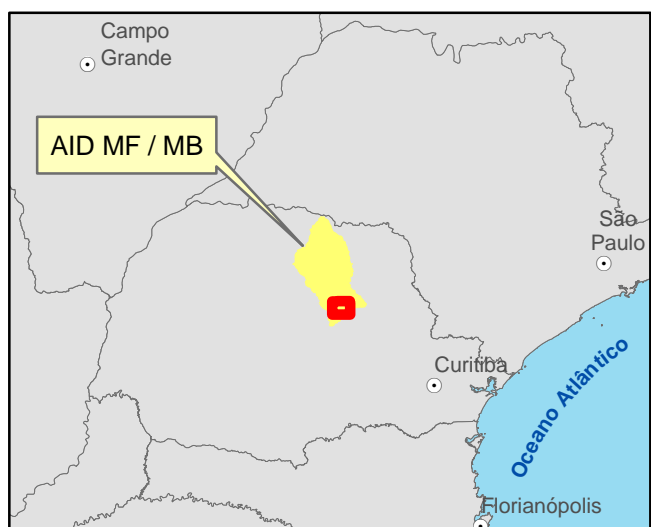 Campo
Grande
AID MF / MB
São
Paulo
Curitiba
Oceano Atlântico
Florianópolis